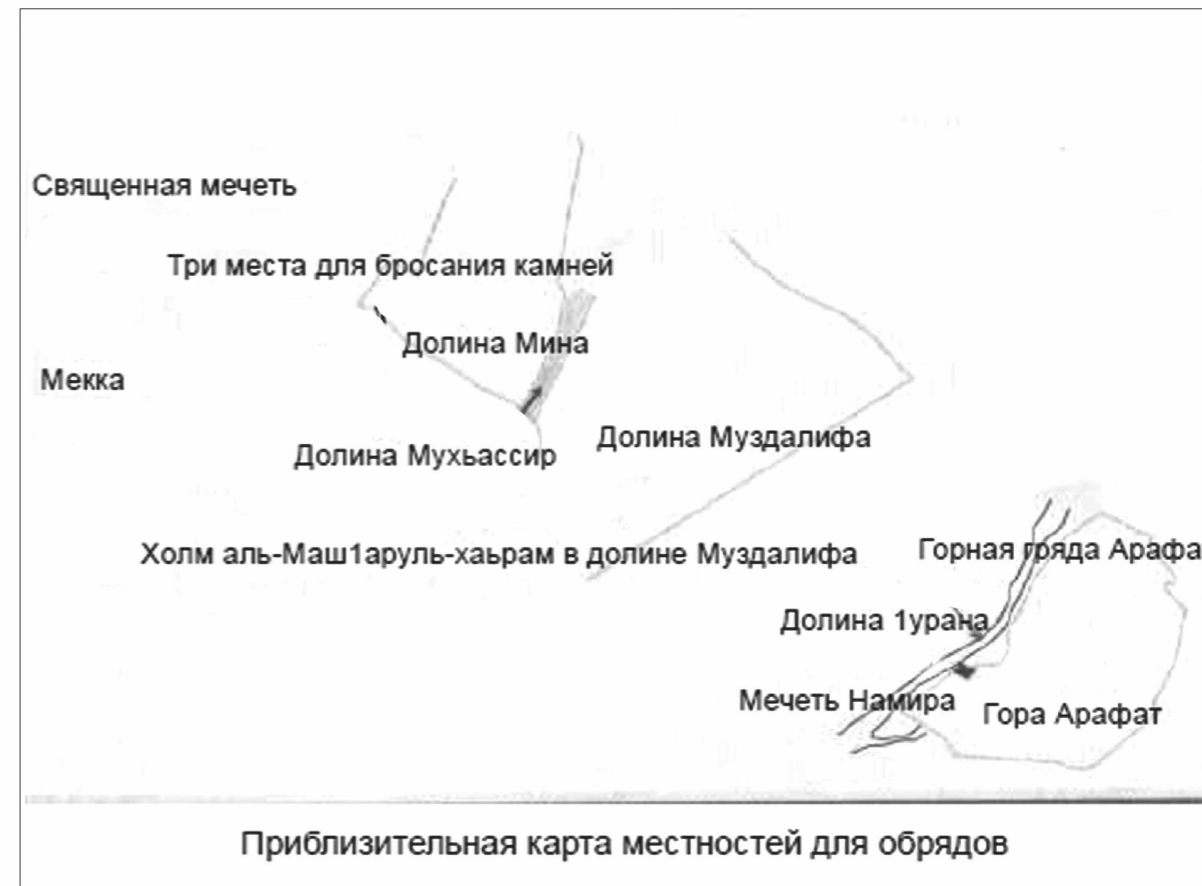 Священная мечеть
Три места для бросания камней
Долина Мина
Мекка
Долина Муздалифа
Долина Мухьассир
Холм аль-Маш1аруль-хаьрам в долине Муздалифа
Горная гряда Арафа
Долина 1урана
Мечеть Намира
Гора Арафат
Приблизительная карта местностей для обрядов